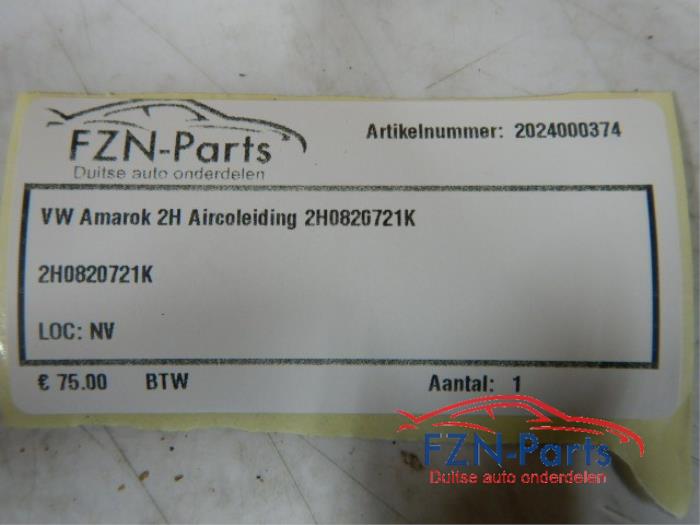 FZN-Parts
Duitse auto onderdelen
Artikelnummer: 2024000374
VW Amarok 2H Aircoleiding 2H0820721K
2H0820721K
LOC: NV
€ 75.00 BTW Aantal: 1
FZN-Parts
Duitse auto onderdelen